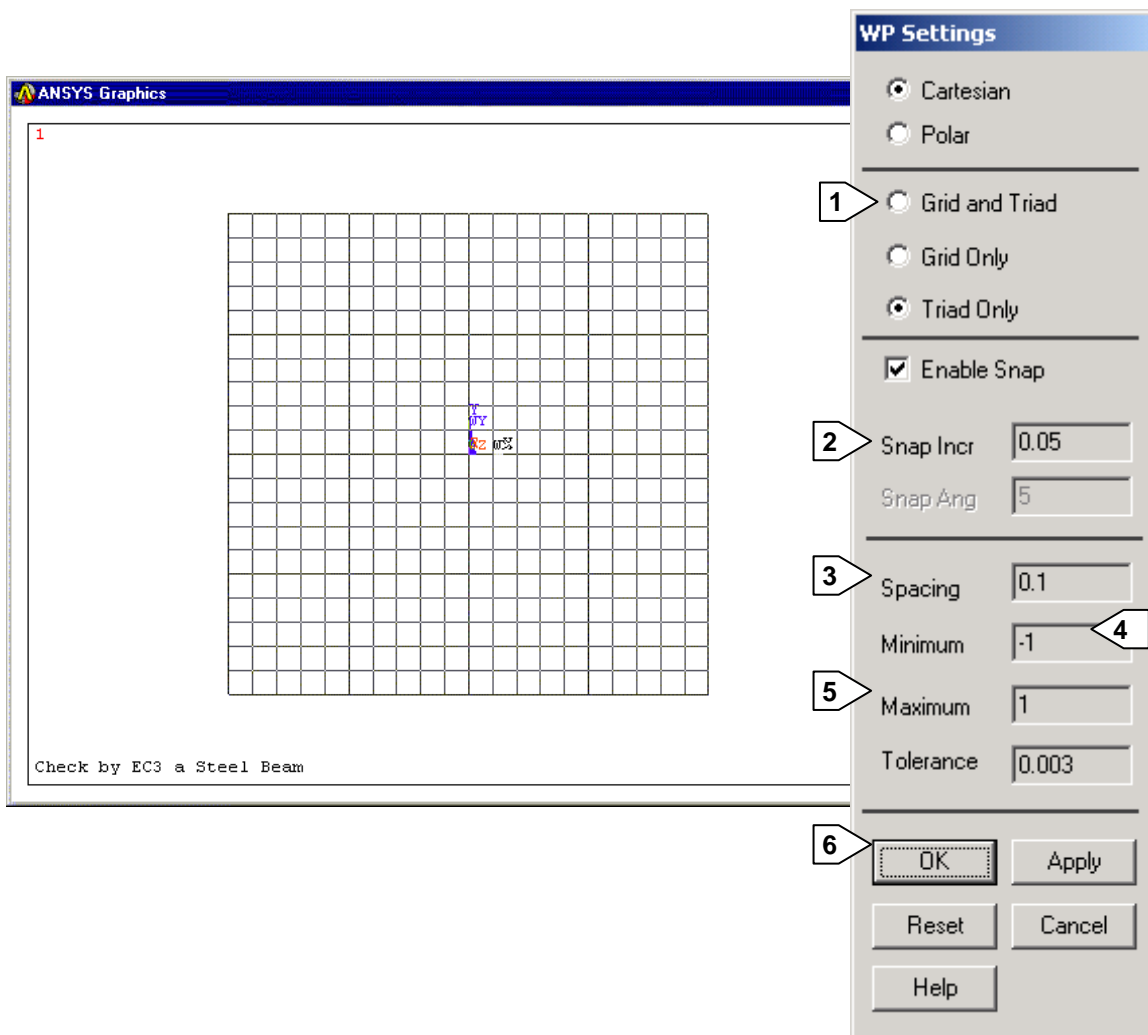 WP Settings
Cartesian
Polar
ANSYS Graphics
1
1
Grid and Triad
Grid Only
Triad Only
Enable Snap
2
Snap Incr
0.05
Snap Ang
5
3
Spacing
0.1
4
Minimum
-1
5
Maximum
1
Tolerance
0.003
Y
WY
WX
Check by EC3 a Steel Beam
6
OK
Apply
Reset
Cancel
Help